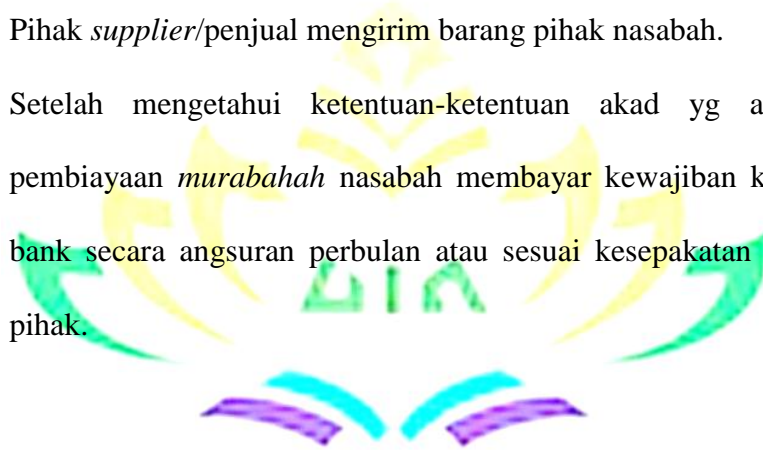 Pihak supplier/penjual mengirim barang pihak nasabah.
Setelah mengetahui ketentuan-ketentuan akad yg a
pembiayaan murabahah nasabah membayar kewajiban k
bank secara angsuran perbulan atau sesuai kesepakatan
pihak.